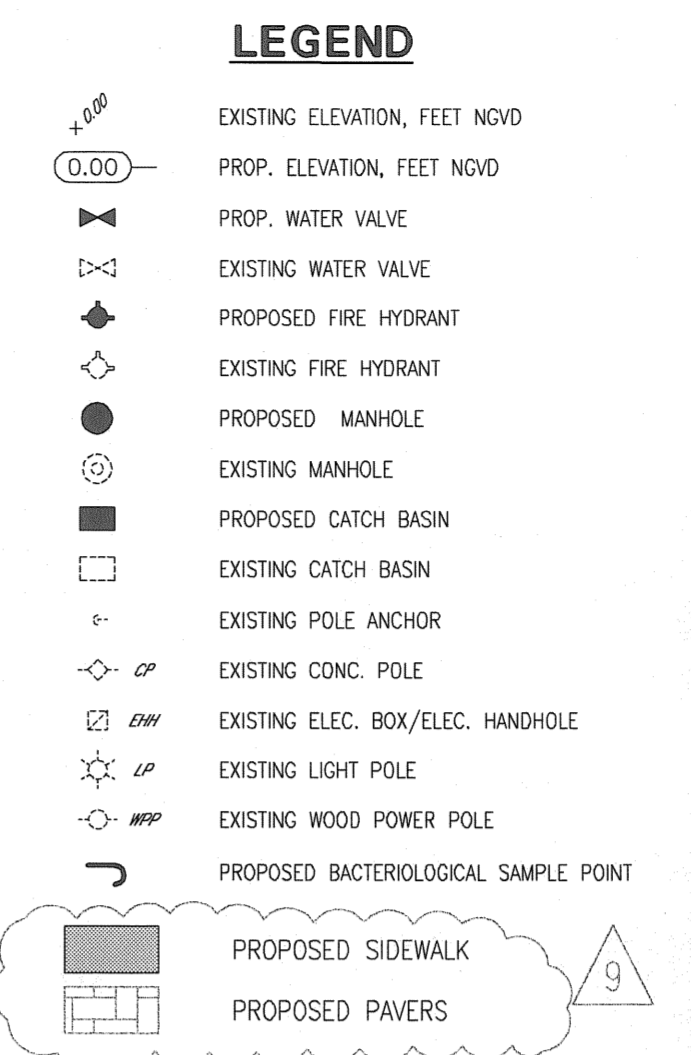 LEGEND
+ 0.00 EXISTING ELEVATION, FEET NGVD
0.00 PROP. ELEVATION, FEET NGVD
PROP. WATER VALVE
EXISTING WATER VALVE
PROPOSED FIRE HYDRANT
EXISTING FIRE HYDRANT
PROPOSED MANHOLE
EXISTING MANHOLE
PROPOSED CATCH BASIN
EXISTING CATCH BASIN
EXISTING POLE ANCHOR
CP EXISTING CONC. POLE
EHH EXISTING ELEC. BOX/ELEC. HANDHOLE
LP EXISTING LIGHT POLE
WPP EXISTING WOOD POWER POLE
PROPOSED BACTERIOLOGICAL SAMPLE POINT
PROPOSED SIDEWALK
9
PROPOSED PAVERS